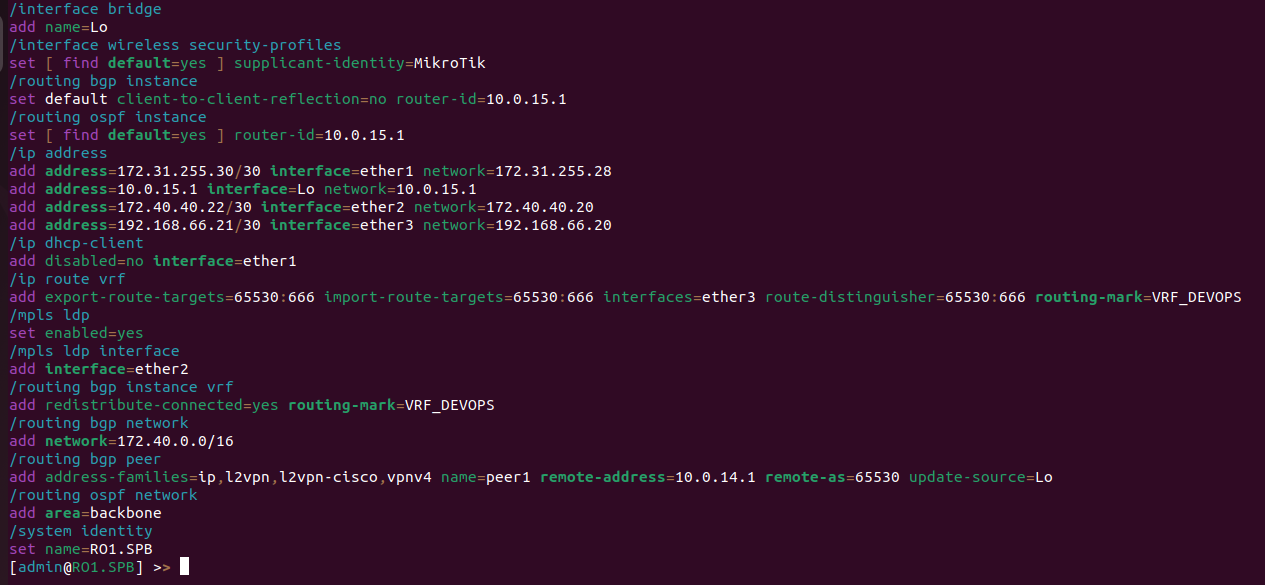 /interface bridge
add name=Lo
/interface wireless security-profiles
set [ find default=yes ] supplicant-identity=MikroTik
/routing bgp instance
set default client-to-client-reflection=no router-id=10.0.15.1
/routing ospf instance
set [ find default=yes ] router-id=10.0.15.1
/ip address
add address=172.31.255.30/30 interface=ether1 network=172.31.255.28
add address=10.0.15.1 interface=Lo network=10.0.15.1
add address=172.40.40.22/30 interface=ether2 network=172.40.40.20
add address=192.168.66.21/30 interface=ether3 network=192.168.66.20
/ip dhcp-client
add disabled=no interface=ether1
/ip route vrf
add export-route-targets=65530:666 import-route-targets=65530:666 interfaces=ether3 route-distinguisher=65530:666 routing-mark=VRF_DEVOPS
/mpls ldp
set enabled=yes
/mpls ldp interface
add interface=ether2
/routing bgp instance vrf
add redistribute-connected=yes routing-mark=VRF_DEVOPS
/routing bgp network
add network=172.40.0.0/16
/routing bgp peer
add address-families=ip,l2vpn,l2vpn-cisco,vpnv4 name=peer1 remote-address=10.0.14.1 remote-as=65530 update-source=Lo
/routing ospf network
add area=backbone
/system identity
set name=RO1.SPB
[admin@RO1.SPB] >>